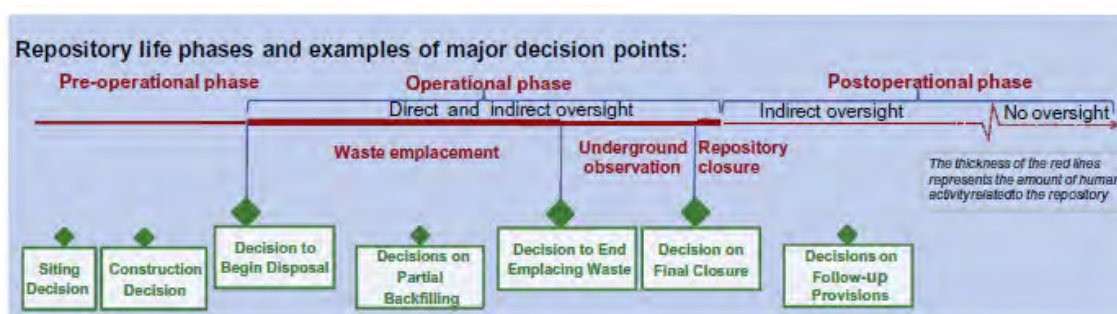 Repository life phases and examples of major decision points:
Pre-operational phase
Operational phase
Postoperational phase
Direct and indirect oversight
Indirect oversight
No oversight
Waste emplacement
Underground
observation
Repository
closure
The thickness of the red lines
represents the amount of human
activityrelatedto the repository
Siting
Decision
Construction
Decision
Decision to
Begin Disposal
Decisions on
Partial
Backfilling
Decision to End
Emplacing Waste
Decision on
Final Closure
Decisions on
Follow-up
Provisions